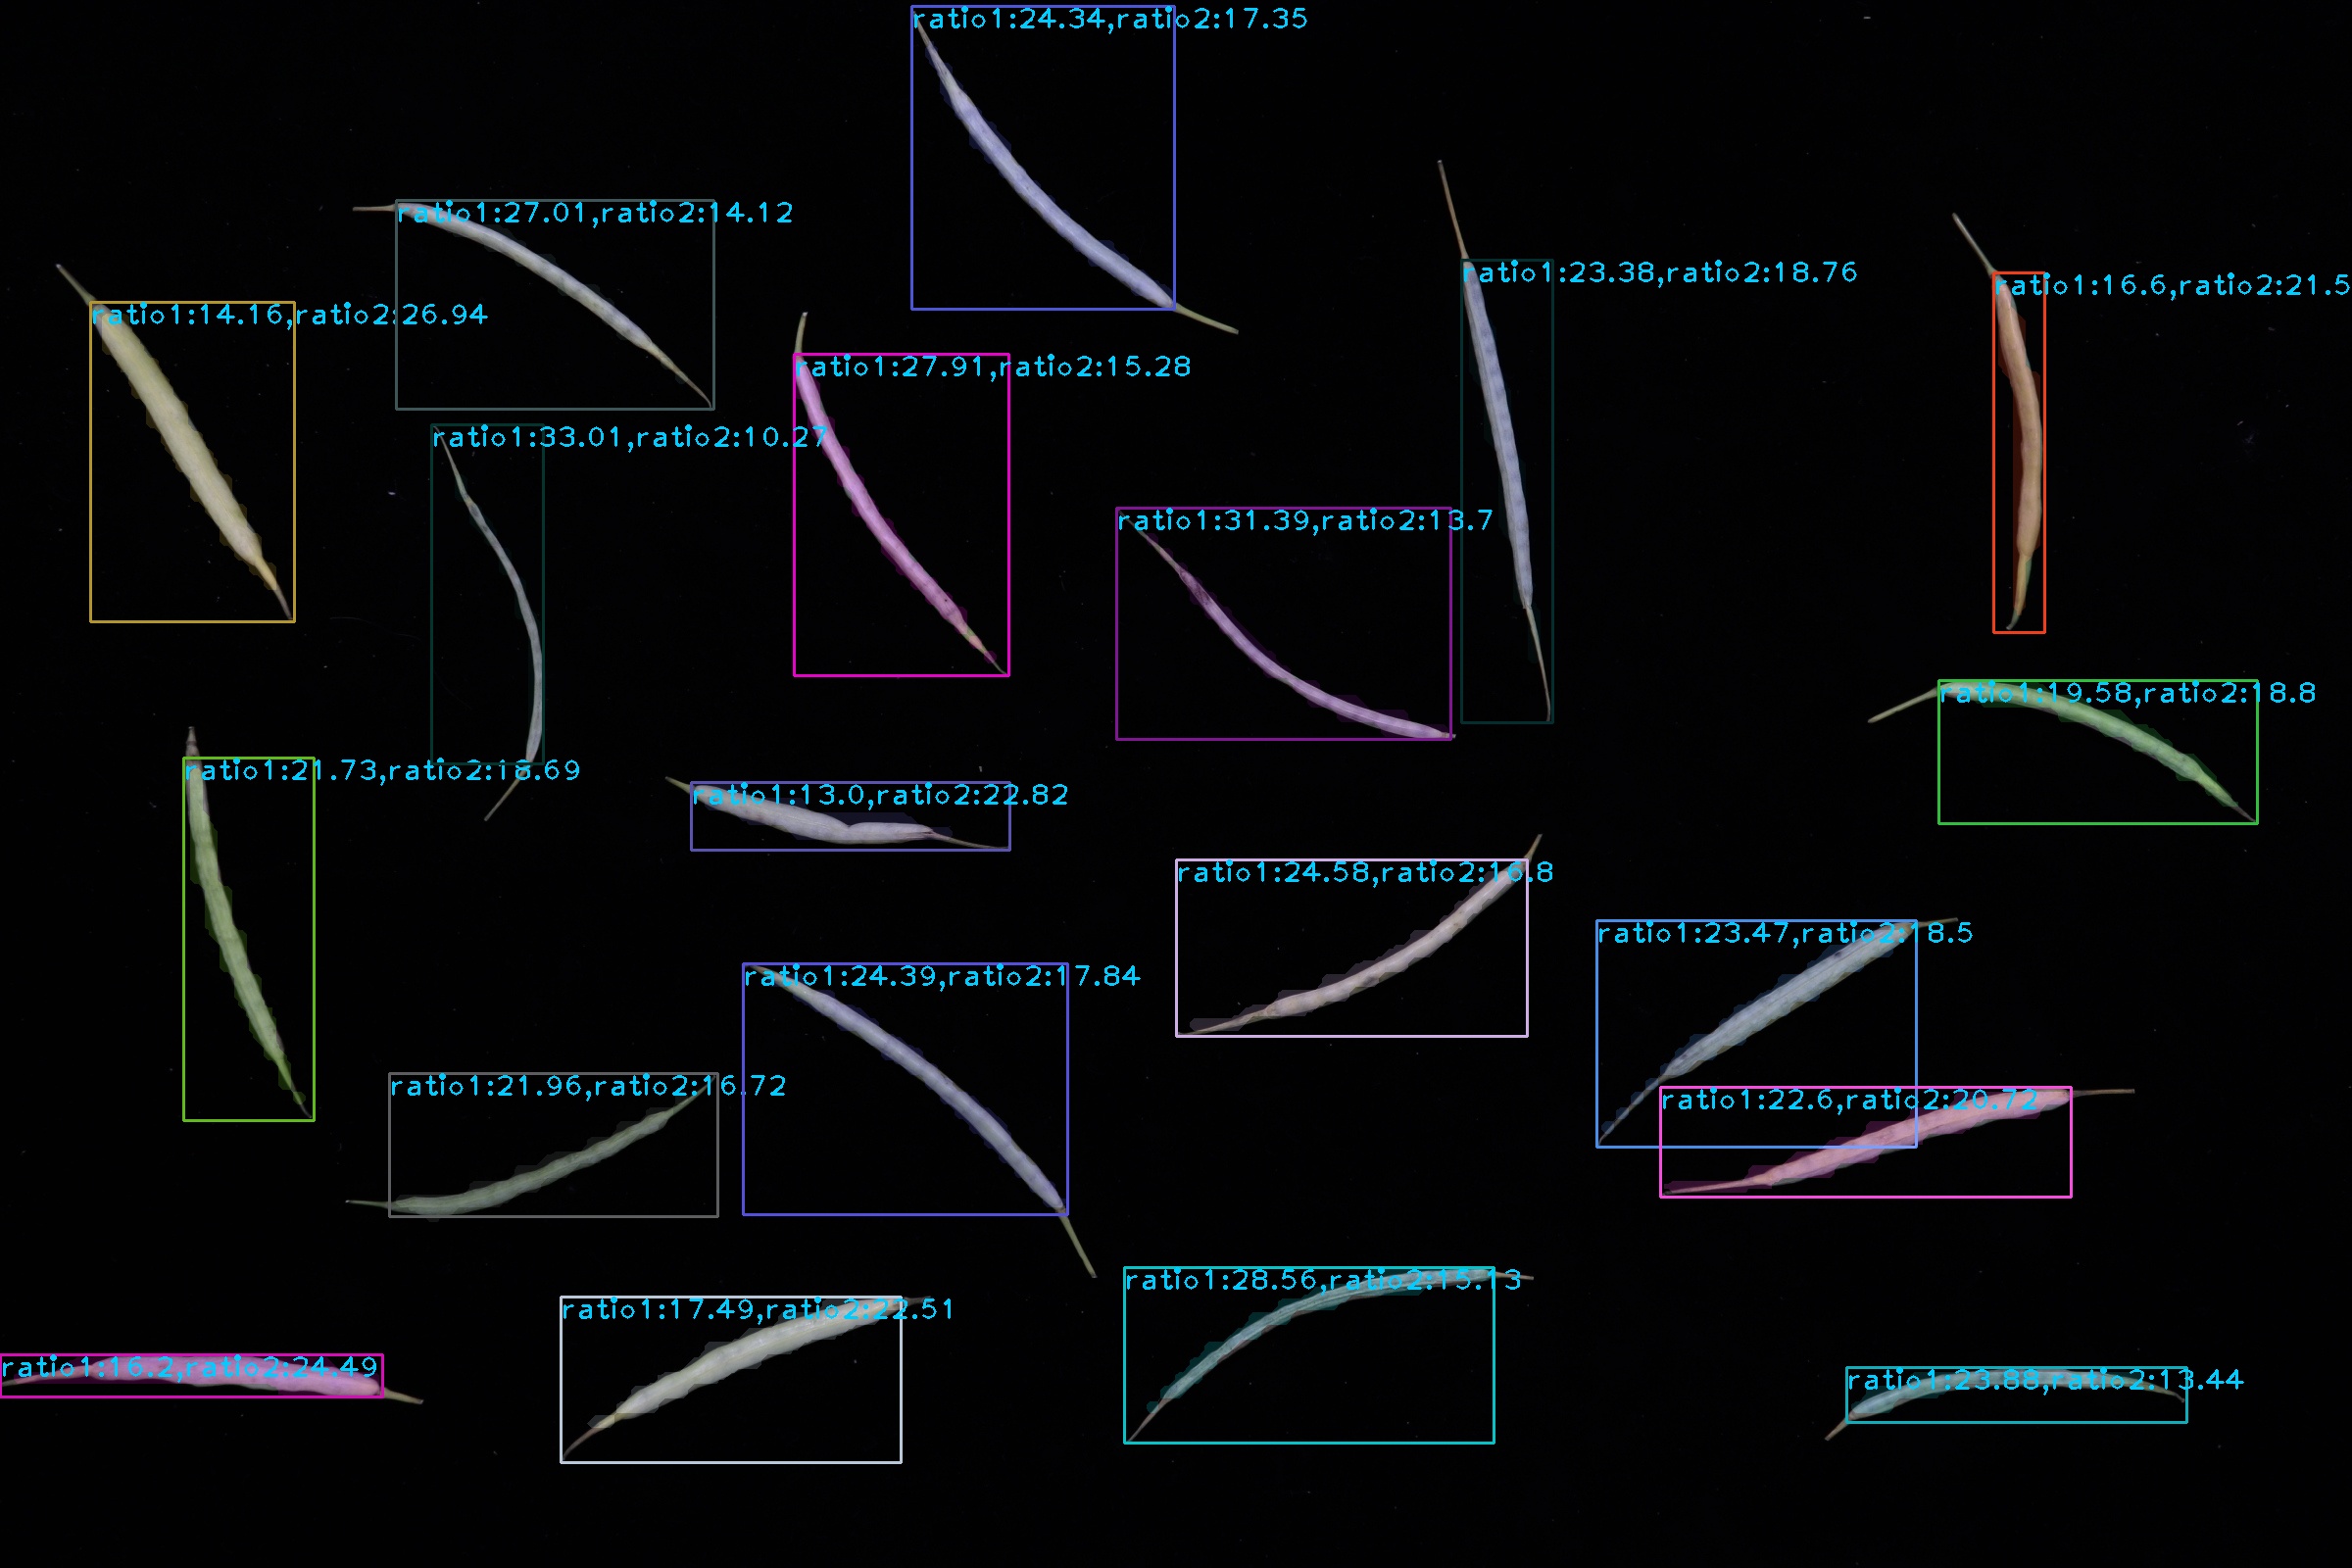 ratio1:24.34,ratio2:17.35
ratio1:27.01,ratio2:14.12
ratio1:23.38,ratio2:18.76
ratio1:16.6,ratio2:21.5
ratio1:14.16,ratio2:26.94
ratio1:27.91,ratio2:15.28
ratio1:33.01,ratio2:10.27
ratio1:31.39,ratio2:13.7
ratio1:19.58,ratio2:18.8
ratio1:21.73,ratio2:18.69
ratio1:13.0,ratio2:22.82
ratio1:24.58,ratio2:16.8
ratio1:23.47,ratio2:18.5
ratio1:24.39,ratio2:17.84
ratio1:21.96,ratio2:16.72
ratio1:22.6,ratio2:20.72
ratio1:28.56,ratio2:15.13
ratio1:17.49,ratio2:22.51
ratio1:16.2,ratio2:24.49
ratio1:23.88,ratio2:13.44